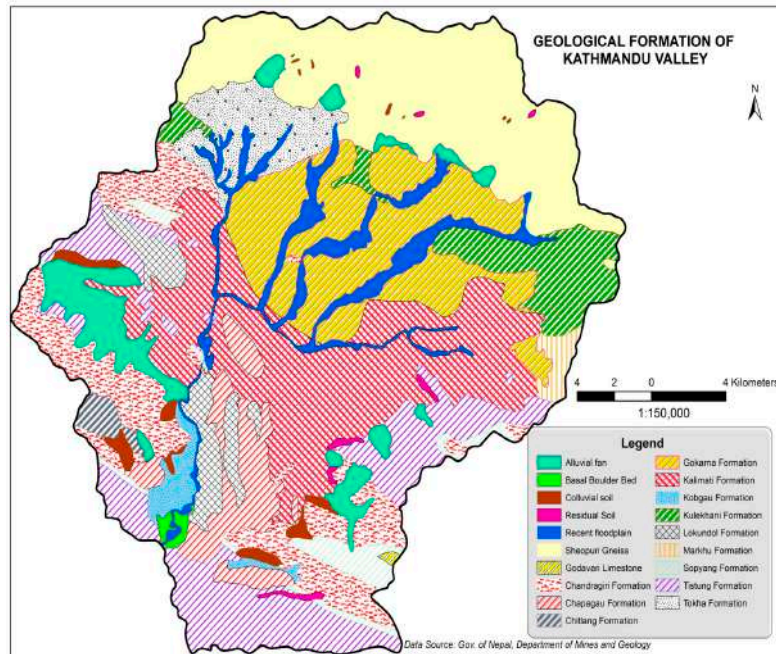 GEOLOGICAL FORMATION OF
KATHMANDU VALLEY
N
4 2 0 4 Kilometers
1:150,000
Legend
Alluvial fan
Basal Boulder Bed
Colluvial soil
Residual Soil
Recent floodplain
Sheopuri Gneiss
Godavari Limestone
Chandragiri Formation
Chapagau Formation
Chitlang Formation
Gokarna Formation
Kalimati Formation
Kobgau Formation
Kulekhani Formation
Lokundol Formation
Markhu Formation
Sopyang Formation
Tistung Formation
Tokha Formation
Data Source: Gov. of Nepal, Department of Mines and Geology